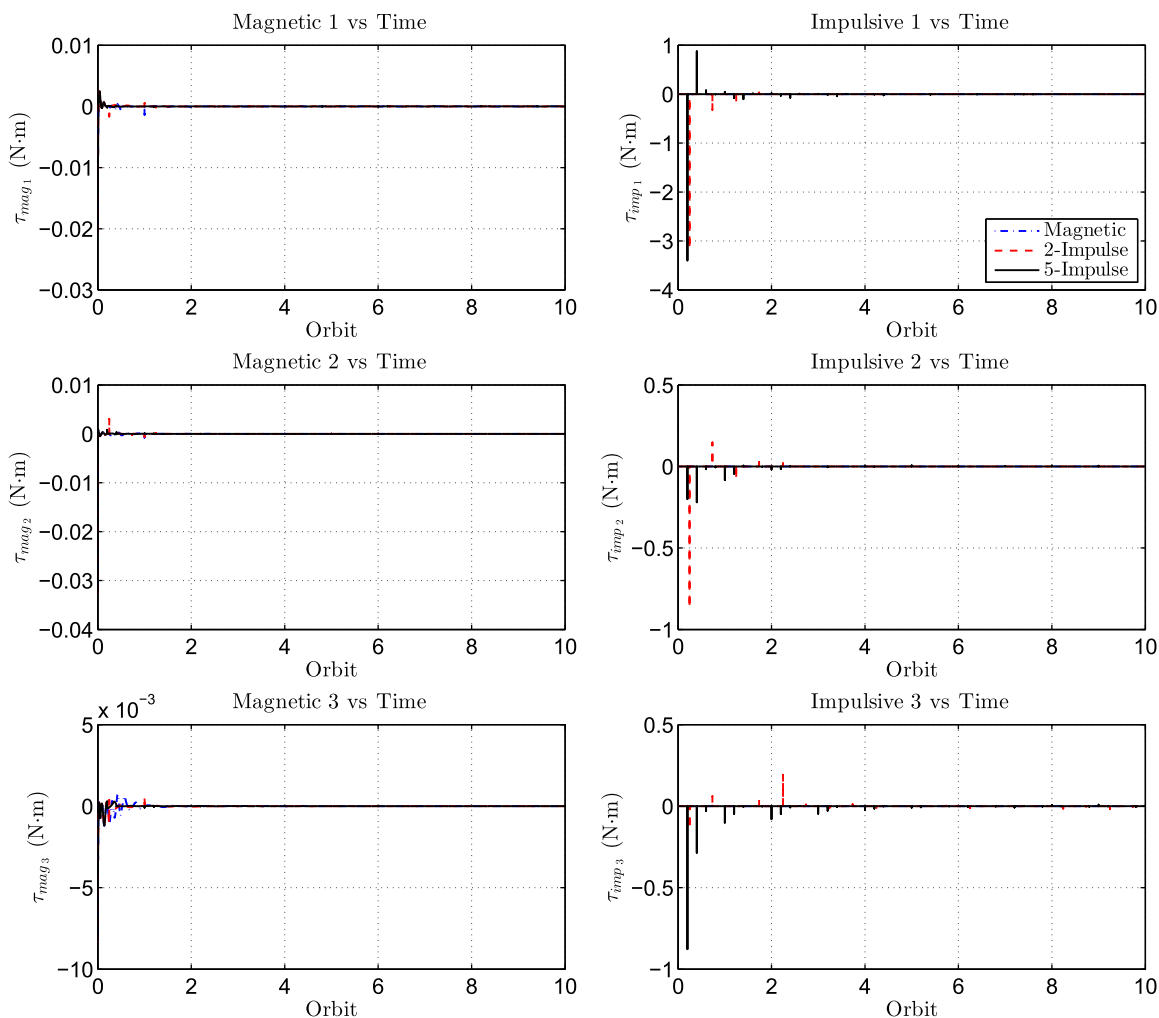 Magnetic 1 vs Time
0.01
0
−0.01
−0.02
−0.03
τmag1 (N·m)
0 2 4 6 8 10
Orbit
Impulsive 1 vs Time
1
0
−1
−2
−3
−4
τimp1 (N·m)
Magnetic
2-Impulse
5-Impulse
0 2 4 6 8 10
Orbit
Magnetic 2 vs Time
0.01
0
−0.01
−0.02
−0.03
−0.04
τmag2 (N·m)
0 2 4 6 8 10
Orbit
Impulsive 2 vs Time
0.5
0
−0.5
−1
τimp2 (N·m)
0 2 4 6 8 10
Orbit
Magnetic 3 vs Time
x 10−3
5
0
−5
−10
τmag3 (N·m)
0 2 4 6 8 10
Orbit
Impulsive 3 vs Time
0.5
0
−0.5
−1
τimp3 (N·m)
0 2 4 6 8 10
Orbit